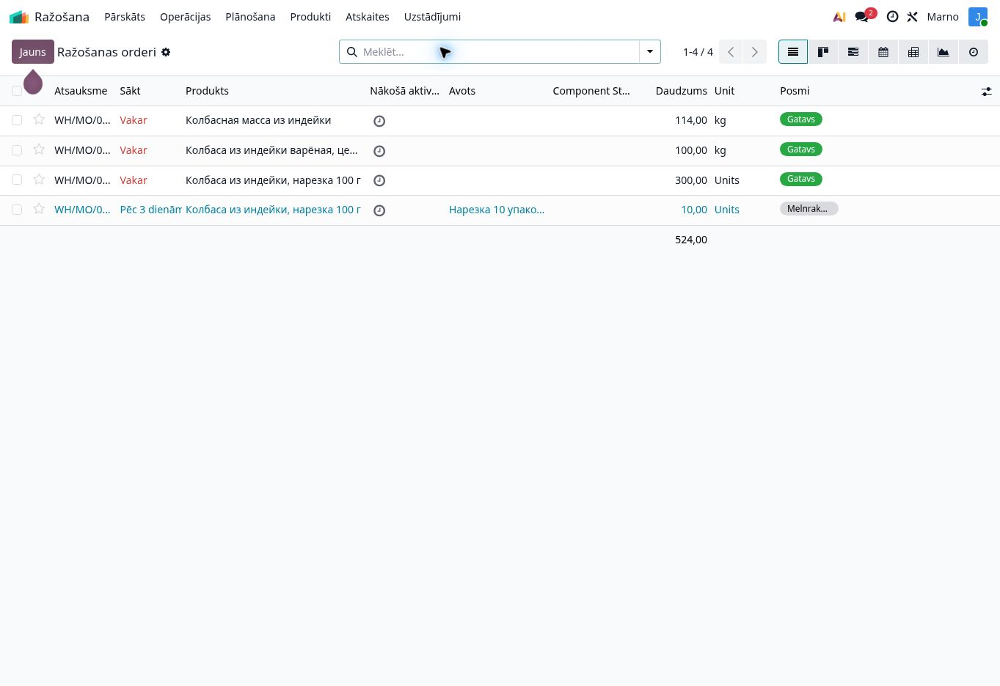 Ražošana Pārskāts Operācijas Plānošana Produkti Atskaites Uzstādījumi AI 2 Marno J
Jauns Ražošanas orderi Meklēt... 1-4 / 4
Atsauksme Sākt Produkts Nākošā aktiv... Avots Component St... Daudzums Unit Posmi
WH/MO/0... Vakar Колбасная масса из индейки 114,00 kg Gatavs
WH/MO/0... Vakar Колбаса из индейки варёная, це... 100,00 kg Gatavs
WH/MO/0... Vakar Колбаса из индейки, нарезка 100 г 300,00 Units Gatavs
WH/MO/0... Pēc 3 dienām Колбаса из индейки, нарезка 100 г Нарезка 10 упако... 10,00 Units Melnrak...
524,00